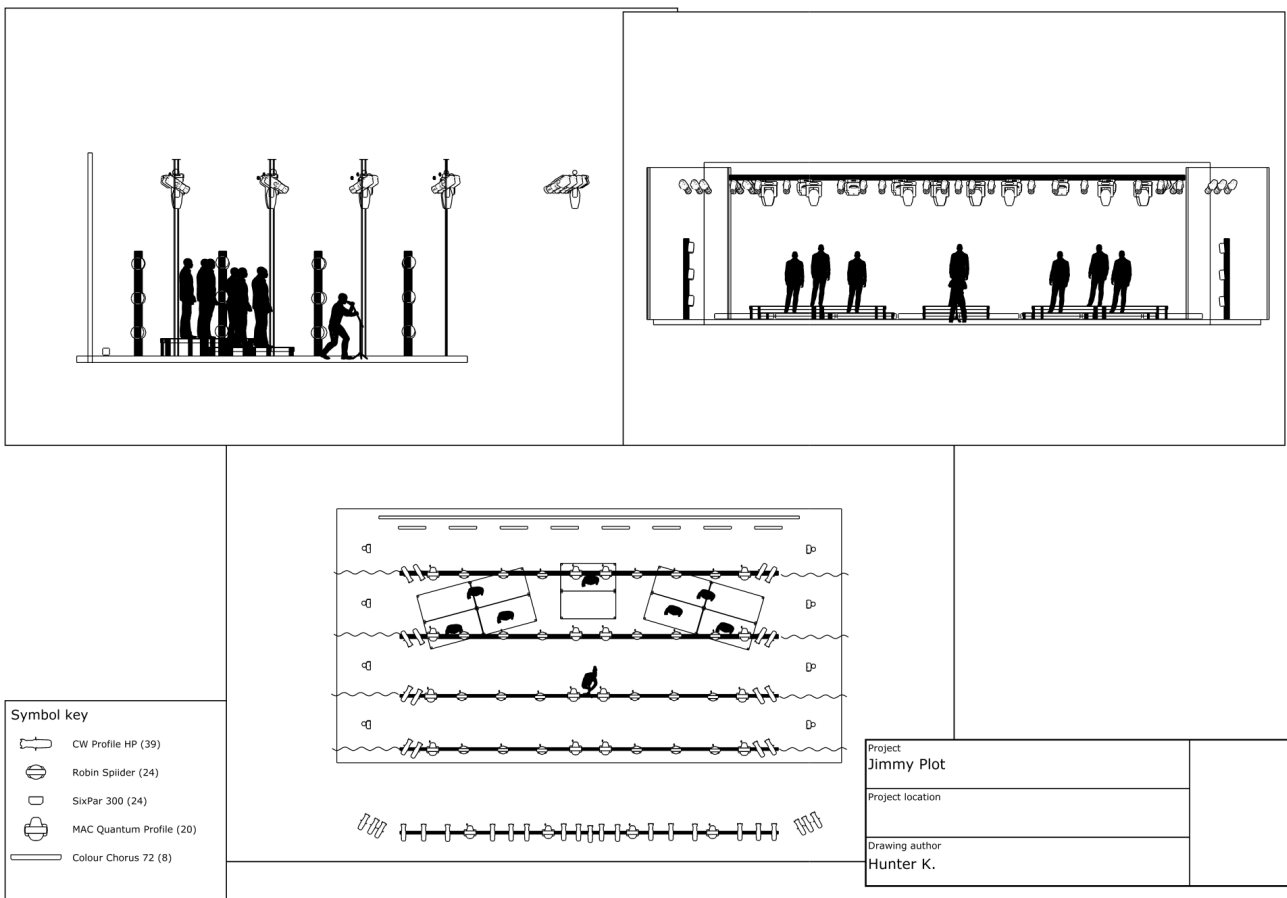 Symbol key
CW Profile HP (39)
Robin Spiider (24)
SixPar 300 (24)
MAC Quantum Profile (20)
Colour Chorus 72 (8)
Project
Jimmy Plot
Project location
Drawing author
Hunter K.